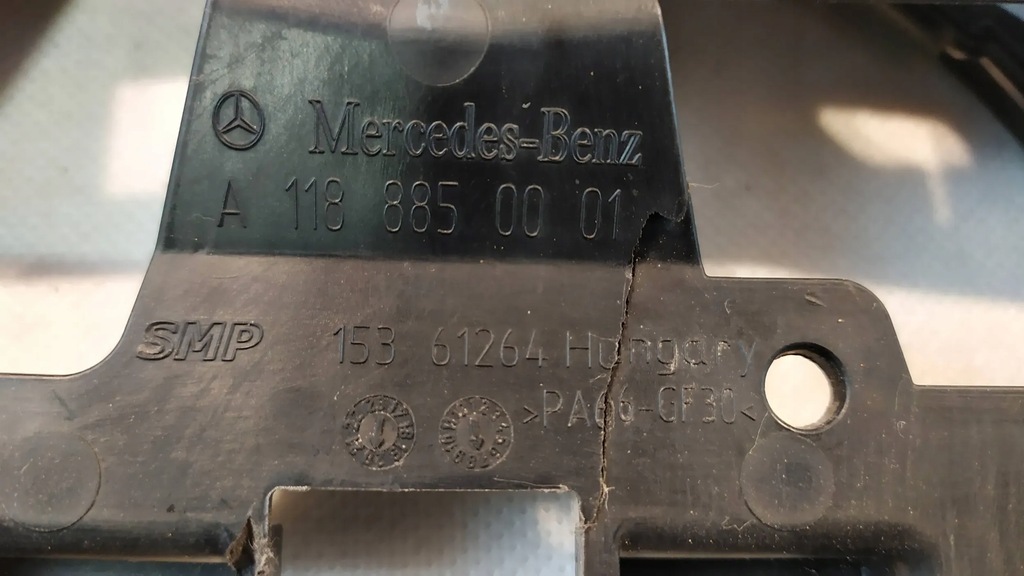 Mercedes-Benz
A 118 885 00 01
SMP 153 61264 Hungary
>PA66-GF30<